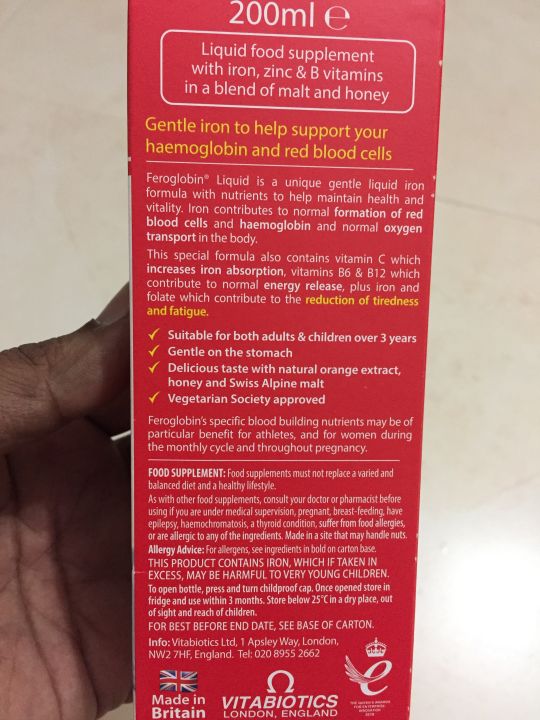 200ml ℮
Liquid food supplement
with iron, zinc & B vitamins
in a blend of malt and honey
Gentle iron to help support your
haemoglobin and red blood cells
Feroglobin® Liquid is a unique gentle liquid iron
formula with nutrients to help maintain health and
vitality. Iron contributes to normal formation of red
blood cells and haemoglobin and normal oxygen
transport in the body.
This special formula also contains vitamin C which
increases iron absorption, vitamins B6 & B12 which
contribute to normal energy release, plus iron and
folate which contribute to the reduction of tiredness
and fatigue.
✓ Suitable for both adults & children over 3 years
✓ Gentle on the stomach
✓ Delicious taste with natural orange extract,
honey and Swiss Alpine malt
✓ Vegetarian Society approved
Feroglobin's specific blood building nutrients may be of
particular benefit for athletes, and for women during
the monthly cycle and throughout pregnancy.
FOOD SUPPLEMENT: Food supplements must not replace a varied and
balanced diet and a healthy lifestyle.
As with other food supplements, consult your doctor or pharmacist before
using if you are under medical supervision, pregnant, breast-feeding, have
epilepsy, haemochromatosis, a thyroid condition, suffer from food allergies,
or are allergic to any of the ingredients. Made in a site that may handle nuts.
Allergy Advice: For allergens, see ingredients in bold on carton base.
THIS PRODUCT CONTAINS IRON, WHICH IF TAKEN IN
EXCESS, MAY BE HARMFUL TO VERY YOUNG CHILDREN.
To open bottle, press and turn childproof cap. Once opened store in
fridge and use within 3 months. Store below 25°C in a dry place, out
of sight and reach of children.
FOR BEST BEFORE END DATE, SEE BASE OF CARTON.
Info: Vitabiotics Ltd, 1 Apsley Way, London,
NW2 7HF, England. Tel: 020 8955 2662
Made in
Britain
VITABIOTICS
LONDON, ENGLAND
THE QUEEN'S AWARDS
FOR ENTERPRISE:
INNOVATION